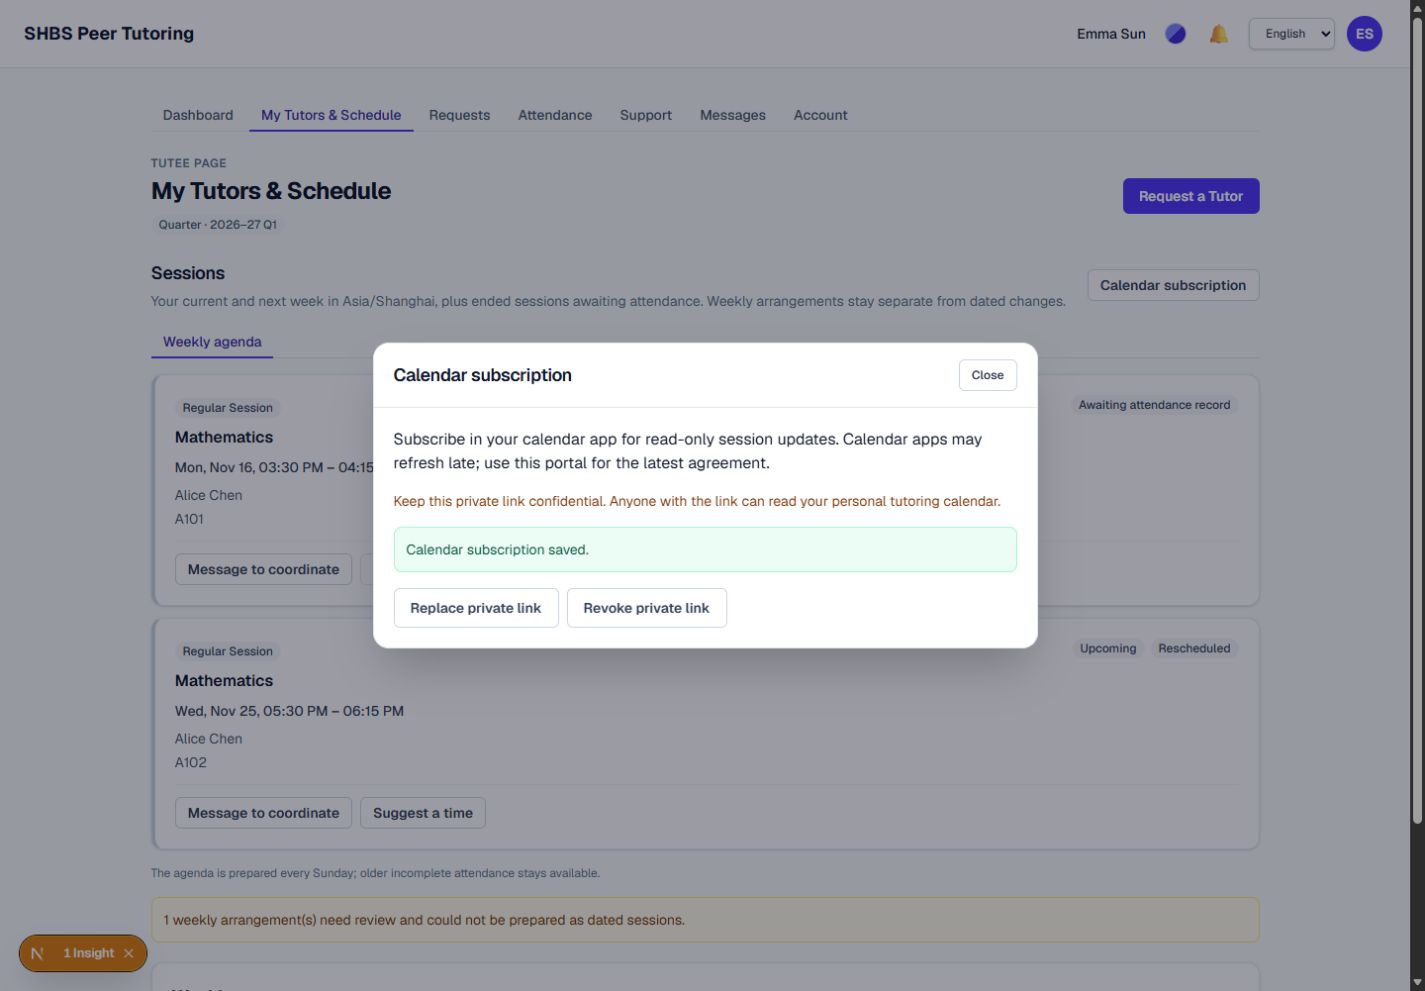 SHBS Peer Tutoring
Emma Sun
English
ES
Dashboard
My Tutors & Schedule
Requests
Attendance
Support
Messages
Account
TUTEE PAGE
My Tutors & Schedule
Request a Tutor
Quarter · 2026–27 Q1
Sessions
Calendar subscription
Your current and next week in Asia/Shanghai, plus ended sessions awaiting attendance. Weekly arrangements stay separate from dated changes.
Weekly agenda
Calendar subscription
Close
Subscribe in your calendar app for read-only session updates. Calendar apps may
refresh late; use this portal for the latest agreement.
Keep this private link confidential. Anyone with the link can read your personal tutoring calendar.
Calendar subscription saved.
Replace private link
Revoke private link
Regular Session
Awaiting attendance record
Mathematics
Mon, Nov 16, 03:30 PM – 04:15
Alice Chen
A101
Message to coordinate
Regular Session
Upcoming
Rescheduled
Mathematics
Wed, Nov 25, 05:30 PM – 06:15 PM
Alice Chen
A102
Message to coordinate
Suggest a time
The agenda is prepared every Sunday; older incomplete attendance stays available.
1 weekly arrangement(s) need review and could not be prepared as dated sessions.
N
1 Insight